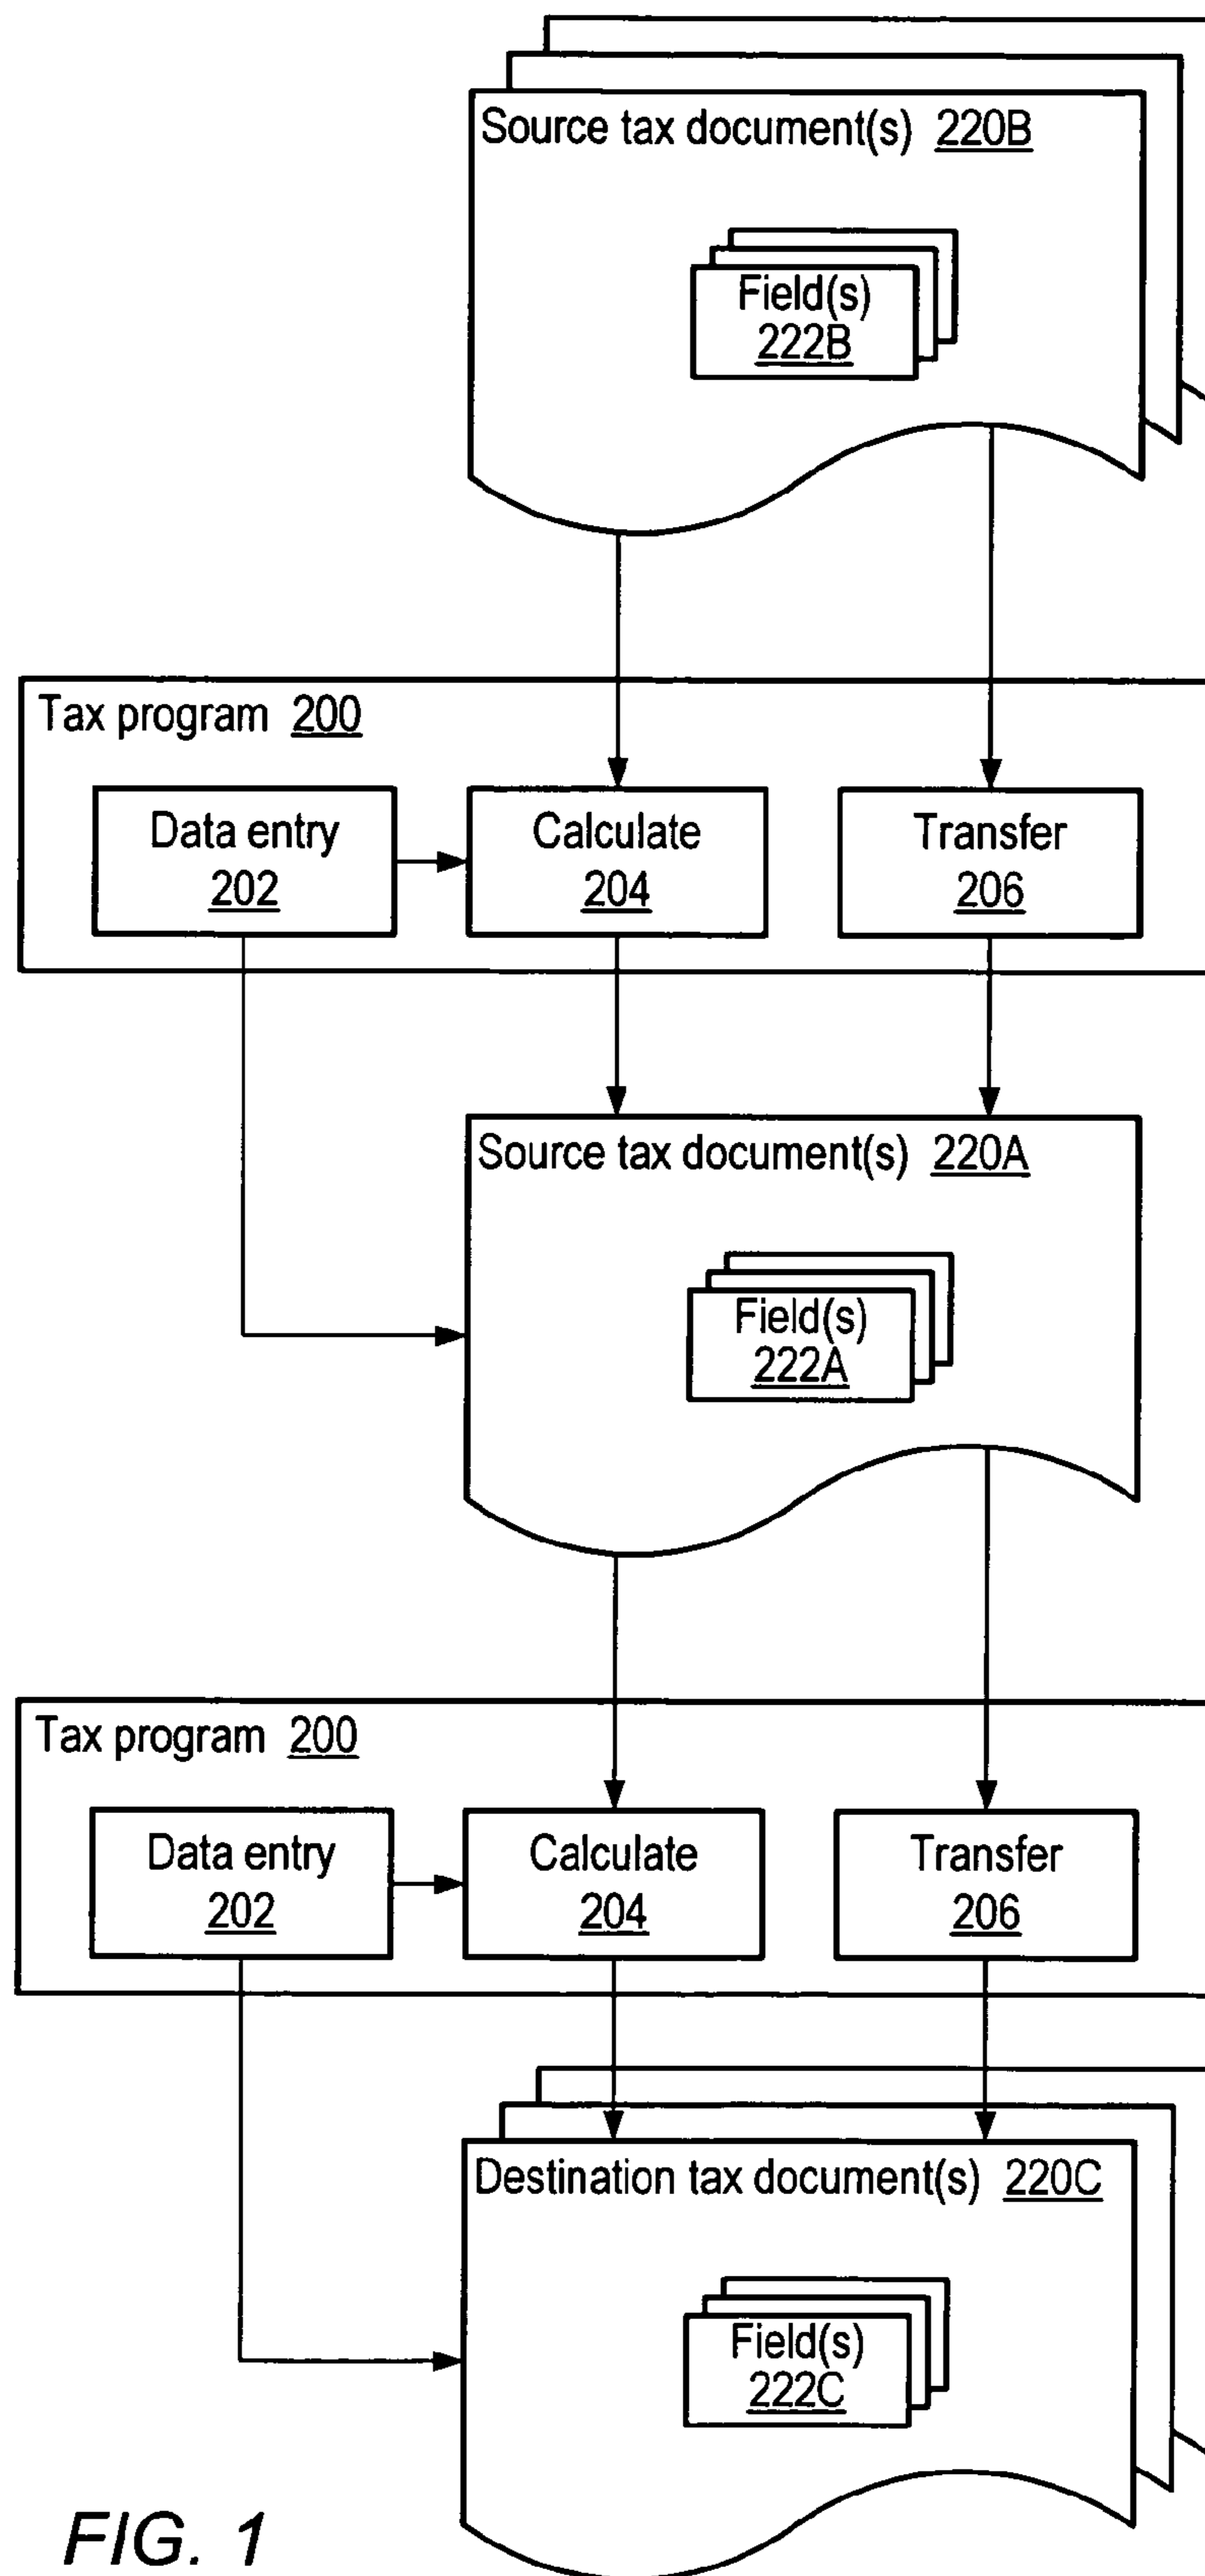 Source tax document(s) 220B
Field(s)
222B
Tax program 200
Data entry
202
Calculate
204
Transfer
206
Source tax document(s) 220A
Field(s)
222A
Tax program 200
Data entry
202
Calculate
204
Transfer
206
Destination tax document(s) 220C
Field(s)
222C
FIG. 1